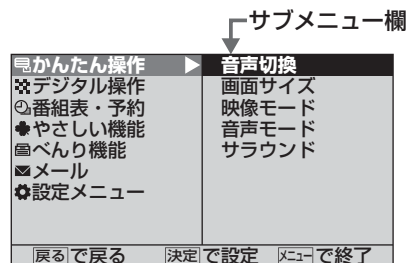 サブメニュー欄
かんたん操作 音声切換
デジタル操作 画面サイズ
番組表・予約 映像モード
やさしい機能 音声モード
べんり機能 サラウンド
メール
設定メニュー
戻る で戻る 決定 で設定 メニュー で終了